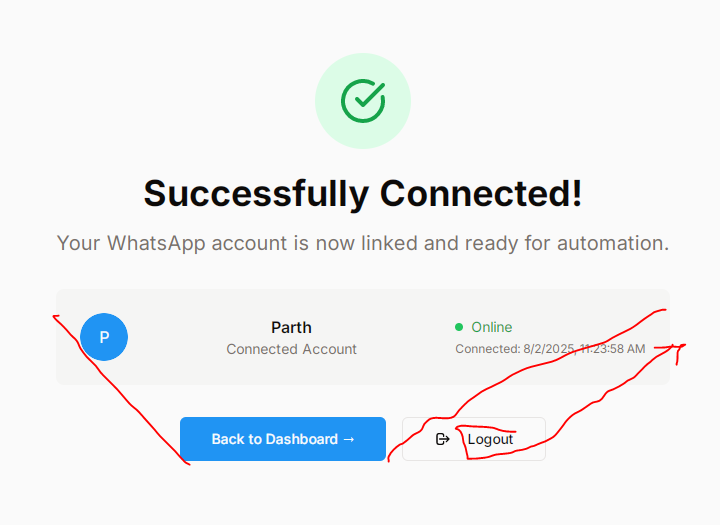 Successfully Connected!
Your WhatsApp account is now linked and ready for automation.
P
Parth
Connected Account
Online
Connected: 8/2/2025, 11:23:58 AM
Back to Dashboard →
Logout